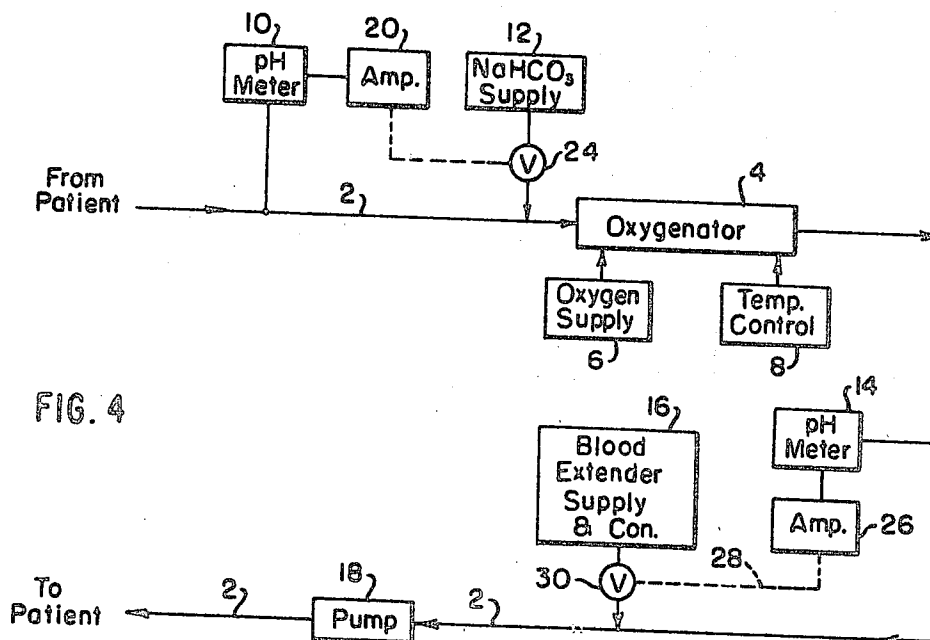 10
20
12
pH
Meter
Amp.
NaHCO3
Supply
V
24
From
Patient
2
4
Oxygenator
Oxygen
Supply
6
Temp.
Control
8
FIG. 4
16
14
Blood
Extender
Supply
& Con.
pH
Meter
Amp.
26
28
30
V
To
Patient
2
18
Pump
2